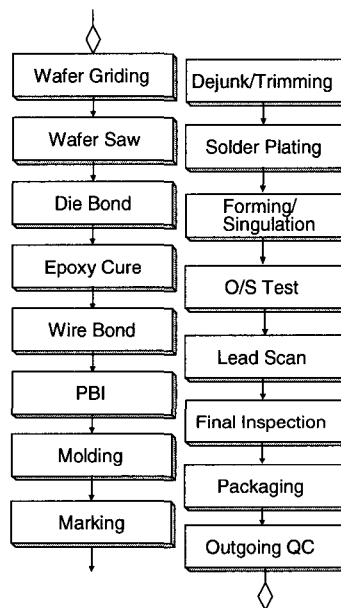 Wafer Griding
Wafer Saw
Die Bond
Epoxy Cure
Wire Bond
PBI
Molding
Marking
Dejunk/Trimming
Solder Plating
Forming/
Singulation
O/S Test
Lead Scan
Final Inspection
Packaging
Outgoing QC